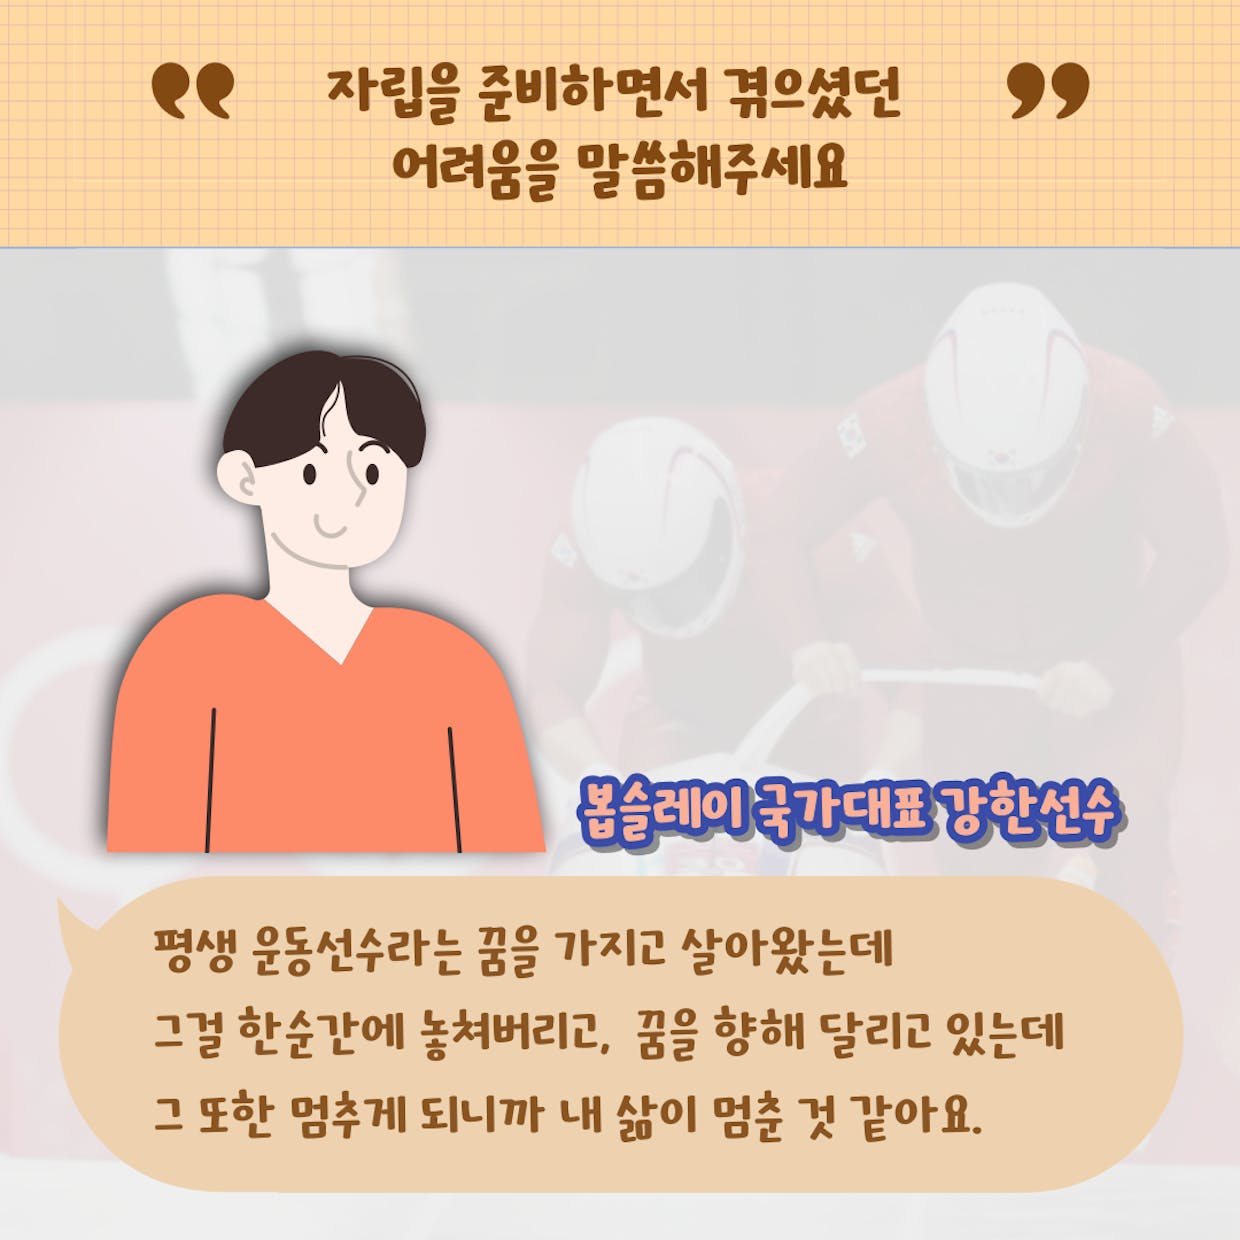 자립을 준비하면서 겪으셨던
어려움을 말씀해주세요
봅슬레이 국가대표 강한선수
평생 운동선수라는 꿈을 가지고 살아왔는데
그걸 한순간에 놓쳐버리고, 꿈을 향해 달리고 있는데
그 또한 멈추게 되니까 내 삶이 멈춘 것 같아요.